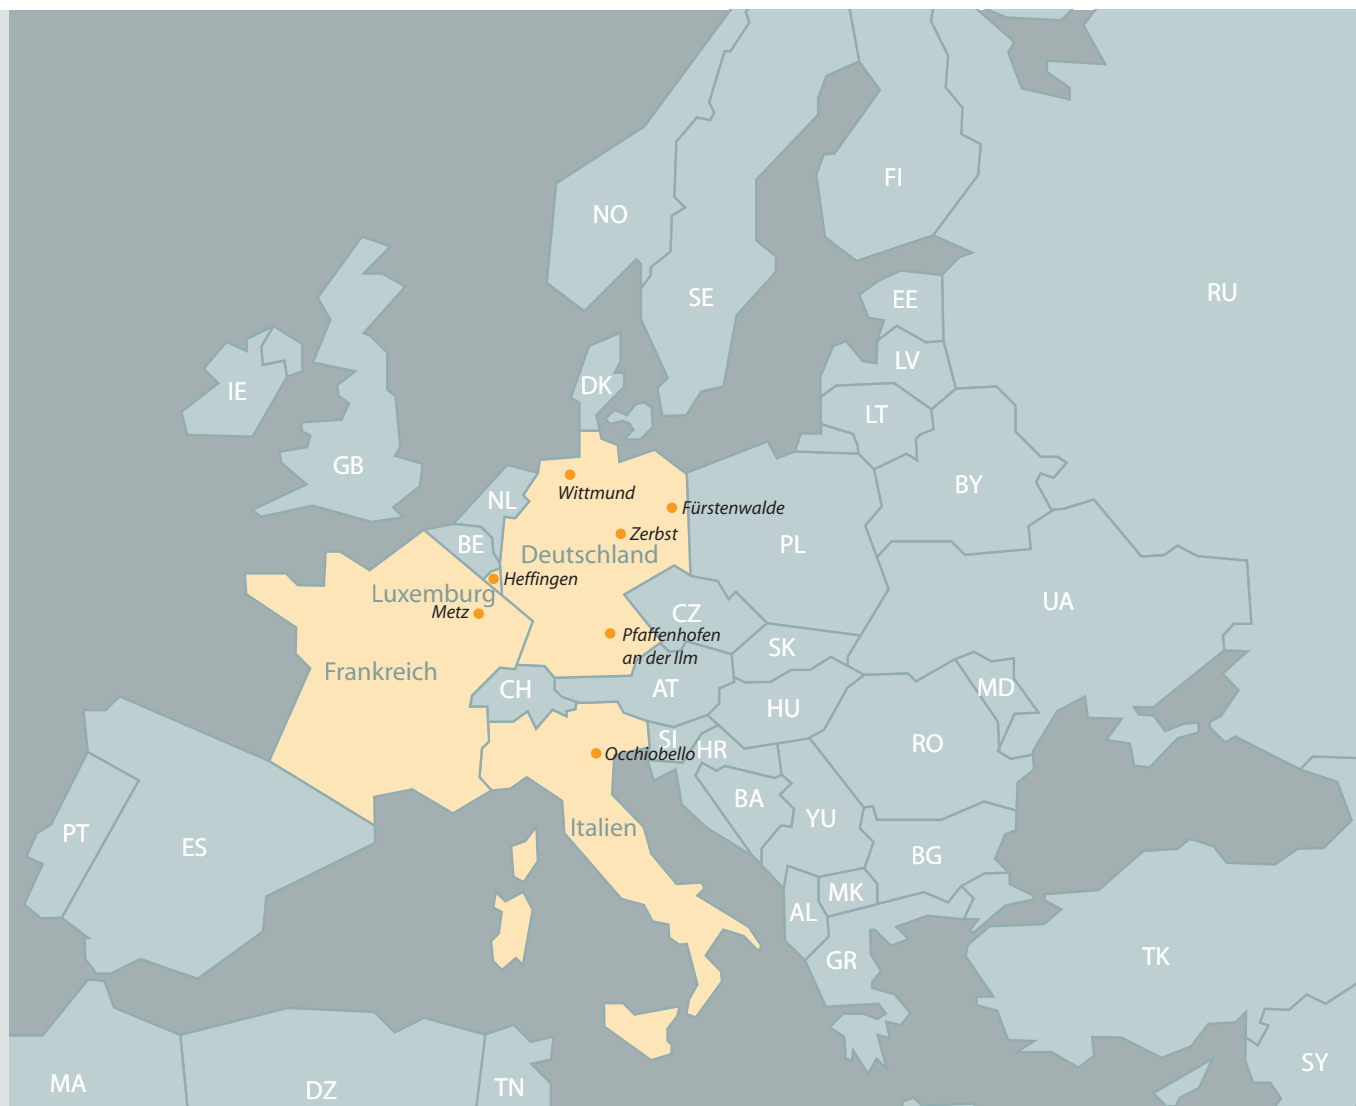 FI
NO
RU
SE
EE
LV
DK
IE
LT
GB
BY
Wittmund
NL
Fürstenwalde
Zerbst
BE
PL
Deutschland
Heffingen
Luxemburg
UA
Metz
CZ
Pfaffenhofen
an der Ilm
SK
Frankreich
CH
AT
MD
HU
SI
HR
RO
Occhiobello
BA
YU
Italien
PT
ES
BG
MK
AL
GR
TK
SY
MA
DZ
TN